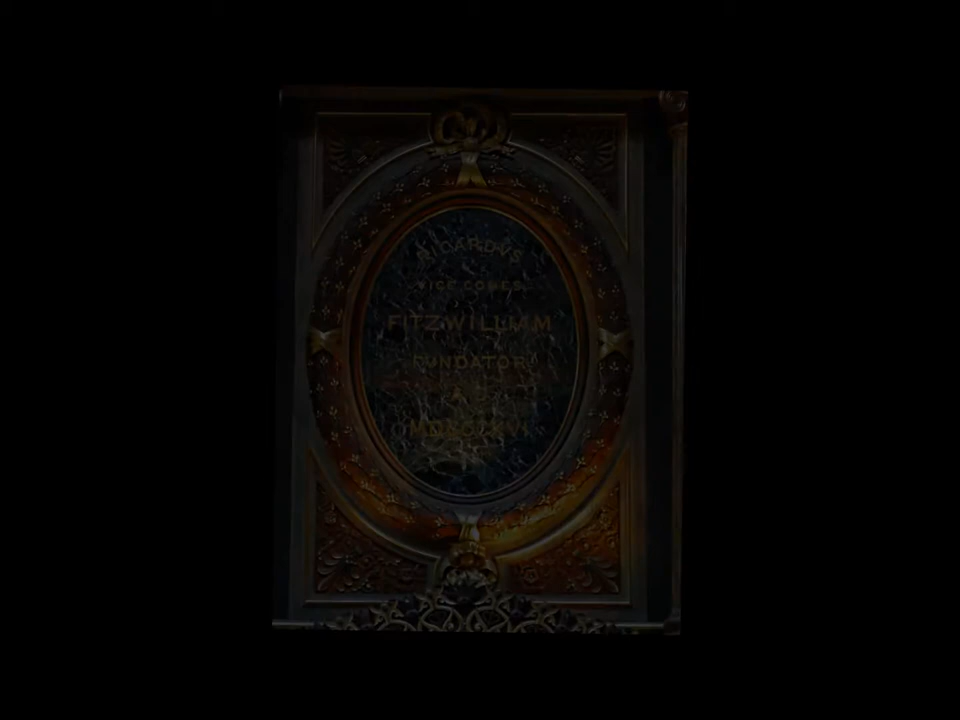 RICARDVS
VICE COMES
FITZWILLIAM
FUNDATOR
MDCCCXVI